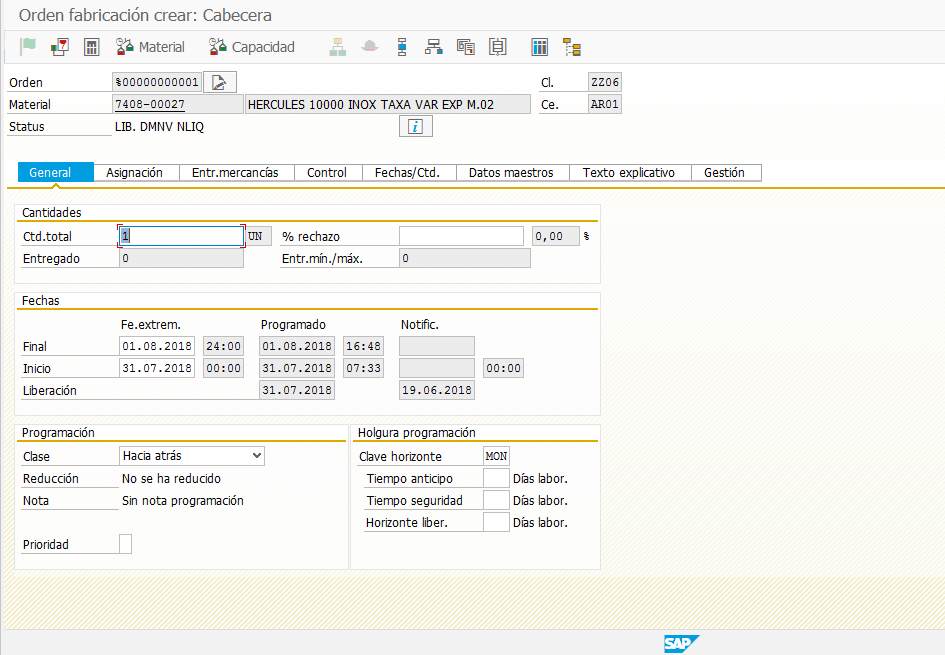 Orden fabricación crear: Cabecera
Material Capacidad
Orden %00000000001 Cl. ZZ06
Material 7408-00027 HERCULES 10000 INOX TAXA VAR EXP M.02 Ce. AR01
Status LIB. DMNV NLIQ
General Asignación Entr.mercancías Control Fechas/Ctd. Datos maestros Texto explicativo Gestión
Cantidades
Ctd.total 1 UN % rechazo 0,00 %
Entregado 0 Entr.mín./máx. 0
Fechas
Fe.extrem. Programado Notific.
Final 01.08.2018 24:00 01.08.2018 16:48
Inicio 31.07.2018 00:00 31.07.2018 07:33 00:00
Liberación 31.07.2018 19.06.2018
Programación Holgura programación
Clase Hacia atrás Clave horizonte MON
Reducción No se ha reducido Tiempo anticipo Días labor.
Nota Sin nota programación Tiempo seguridad Días labor.
Horizonte liber. Días labor.
Prioridad
SAP